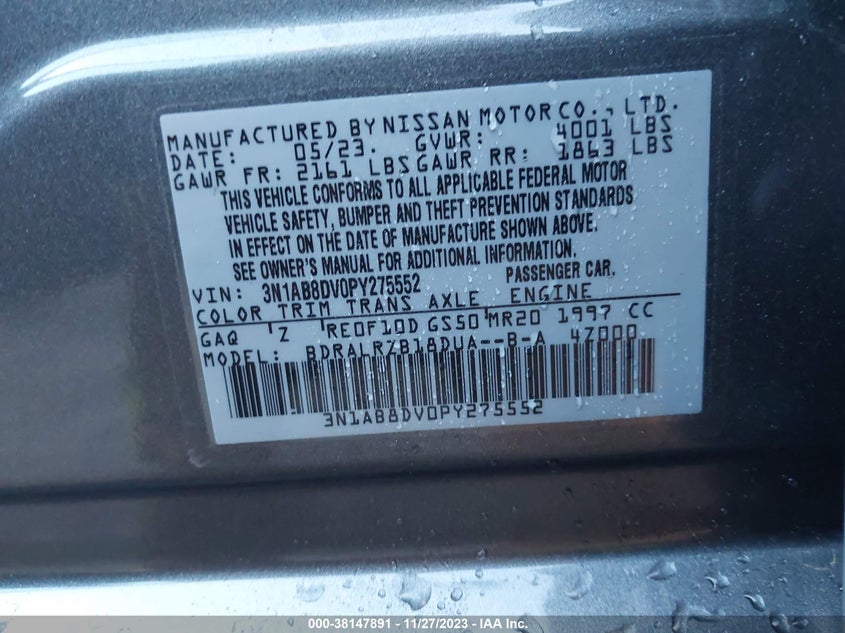 MANUFACTURED BY NISSAN MOTOR CO., LTD.
DATE: 05/23. GVWR: 4001 LBS
GAWR FR: 2161 LBS GAWR RR: 1863 LBS
THIS VEHICLE CONFORMS TO ALL APPLICABLE FEDERAL MOTOR
VEHICLE SAFETY, BUMPER AND THEFT PREVENTION STANDARDS
IN EFFECT ON THE DATE OF MANUFACTURE SHOWN ABOVE.
SEE OWNER'S MANUAL FOR ADDITIONAL INFORMATION.
VIN: 3N1AB8DV0PY275552 PASSENGER CAR.
COLOR TRIM TRANS AXLE ENGINE
GAQ Z RE0F10D GS50 MR20 1997 CC
MODEL: BDRALRZB18DUA--B-A 4Z000
3N1AB8DV0PY275552
000-38147891 - 11/27/2023 - IAA Inc.